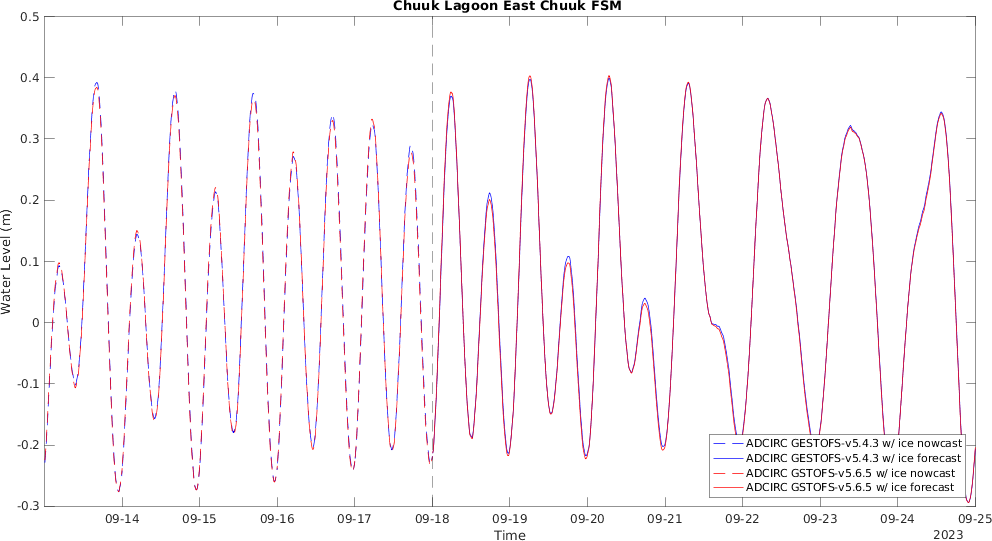 Chuuk Lagoon East Chuuk FSM
Water Level (m)
0.5
0.4
0.3
0.2
0.1
0
-0.1
-0.2
-0.3
ADCIRC GESTOFS-v5.4.3 w/ ice nowcast
ADCIRC GESTOFS-v5.4.3 w/ ice forecast
ADCIRC GSTOFS-v5.6.5 w/ ice nowcast
ADCIRC GSTOFS-v5.6.5 w/ ice forecast
09-14 09-15 09-16 09-17 09-18 09-19 09-20 09-21 09-22 09-23 09-24 09-25
Time
2023